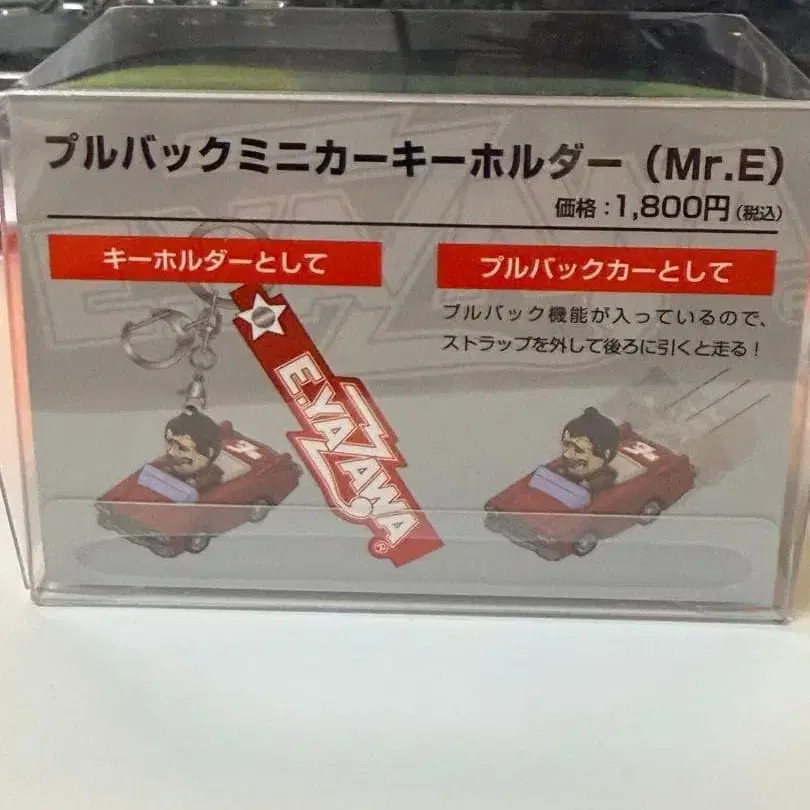 プルバックミニカーキーホルダー（Mr.E）
価格：1,800円（税込）
キーホルダーとして
プルバックカーとして
プルバック機能が入っているので、
ストラップを外して後ろに引くと走る！
E.YAZAWA®